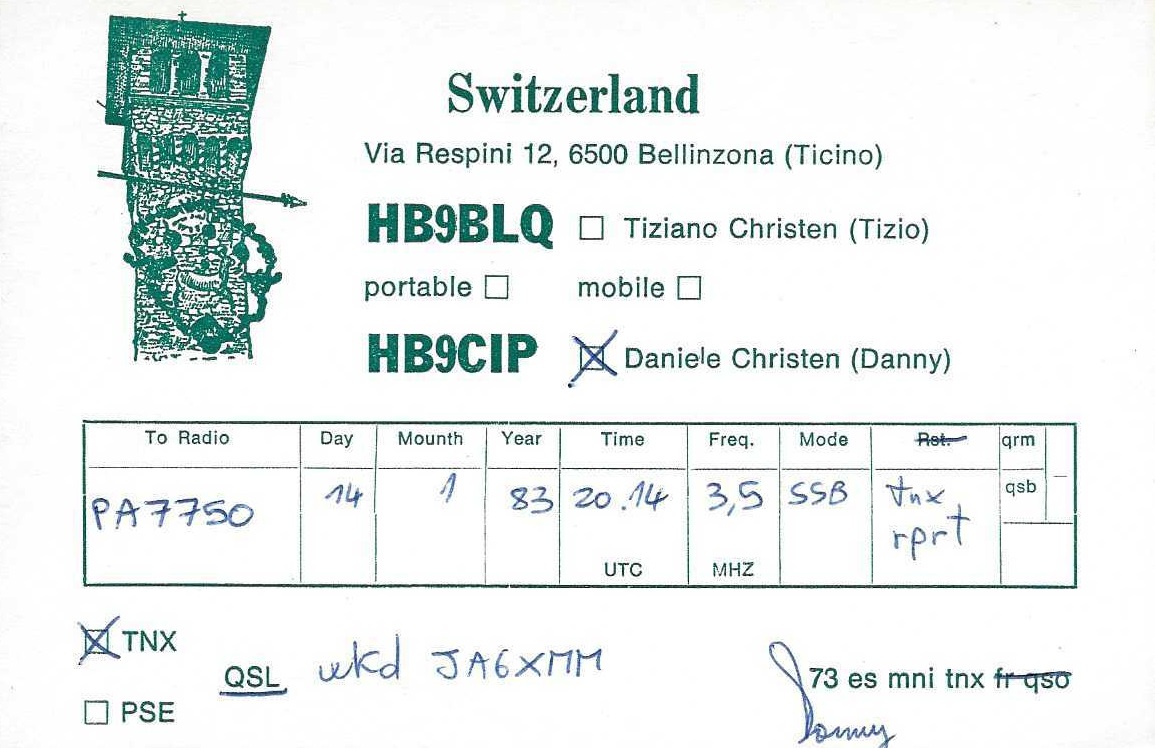 Switzerland
Via Respini 12, 6500 Bellinzona (Ticino)
HB9BLQ ☐ Tiziano Christen (Tizio)
portable ☐ mobile ☐
HB9CIP ☒ Daniele Christen (Danny)
To Radio Day Mounth Year Time Freq. Mode Rst. qrm
PA7750 14 1 83 20.14 3,5 SSB tnx qsb
rprt
UTC MHZ
☒ TNX
QSL wkd JA6XMM 73 es mni tnx fr qso
☐ PSE
Danny